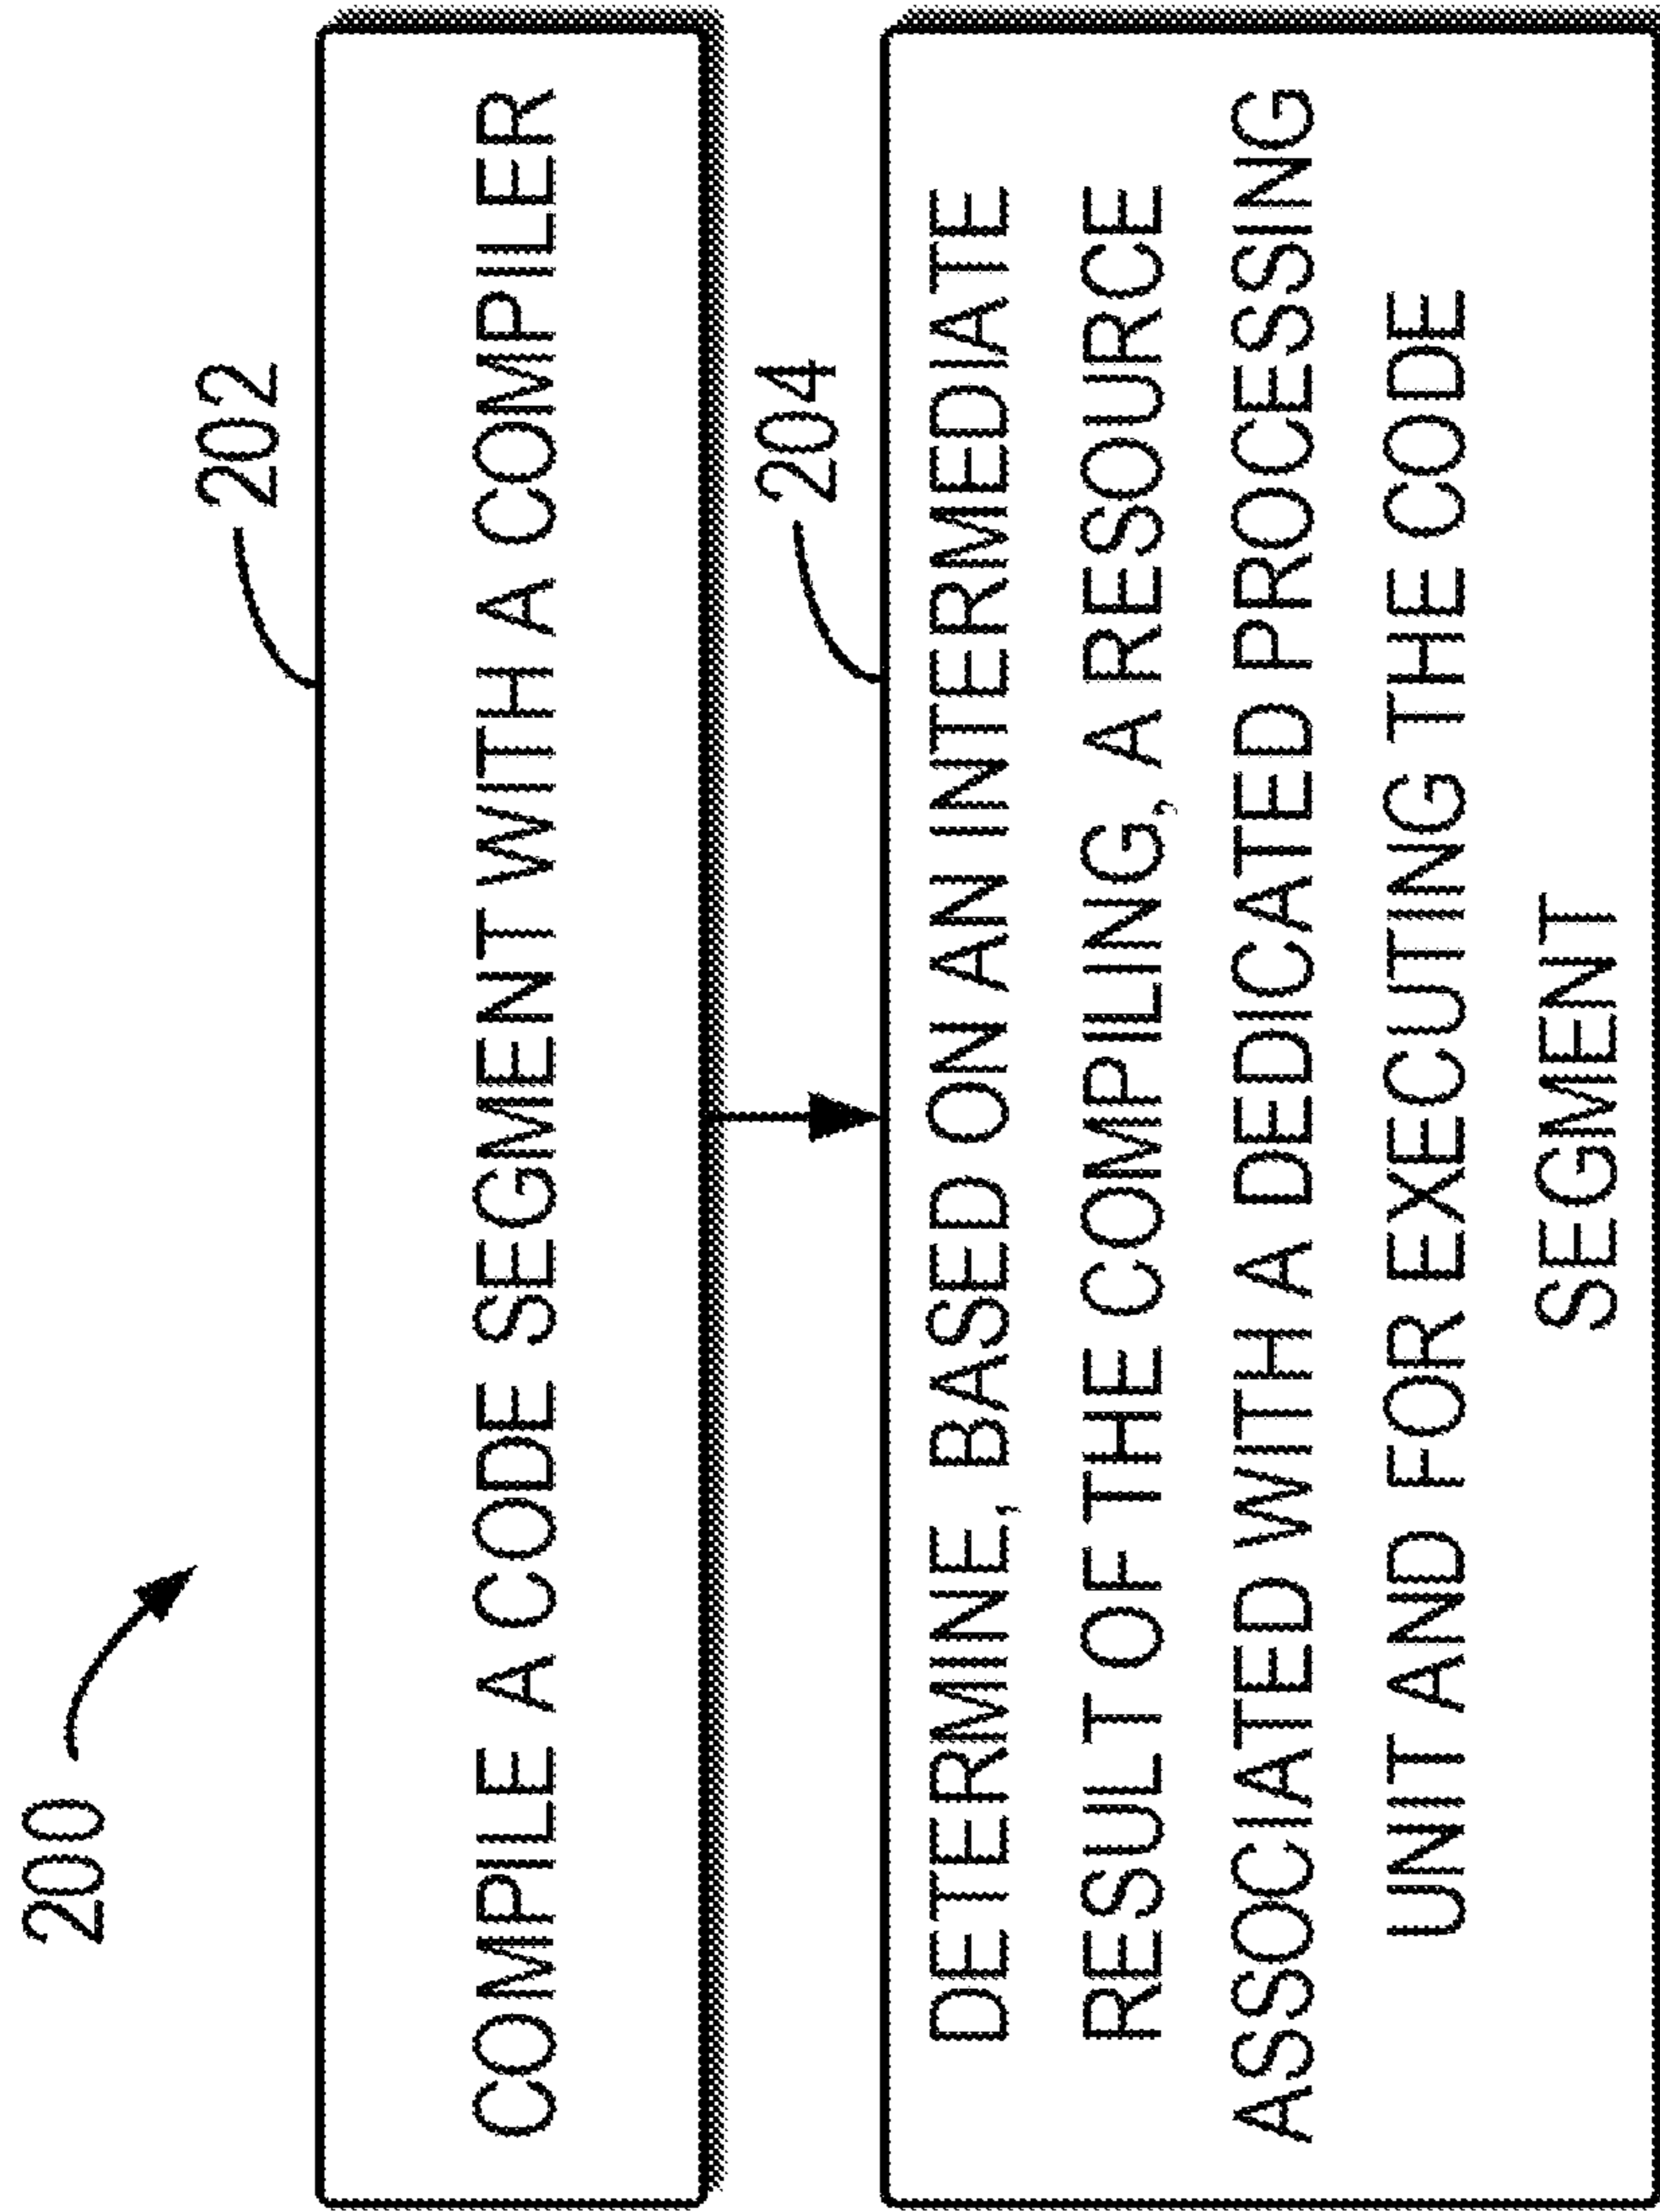 200
202
COMPILE A CODE SEGMENT WITH A COMPILER
204
DETERMINE, BASED ON AN INTERMEDIATE
RESULT OF THE COMPILING, A RESOURCE
ASSOCIATED WITH A DEDICATED PROCESSING
UNIT AND FOR EXECUTING THE CODE
SEGMENT